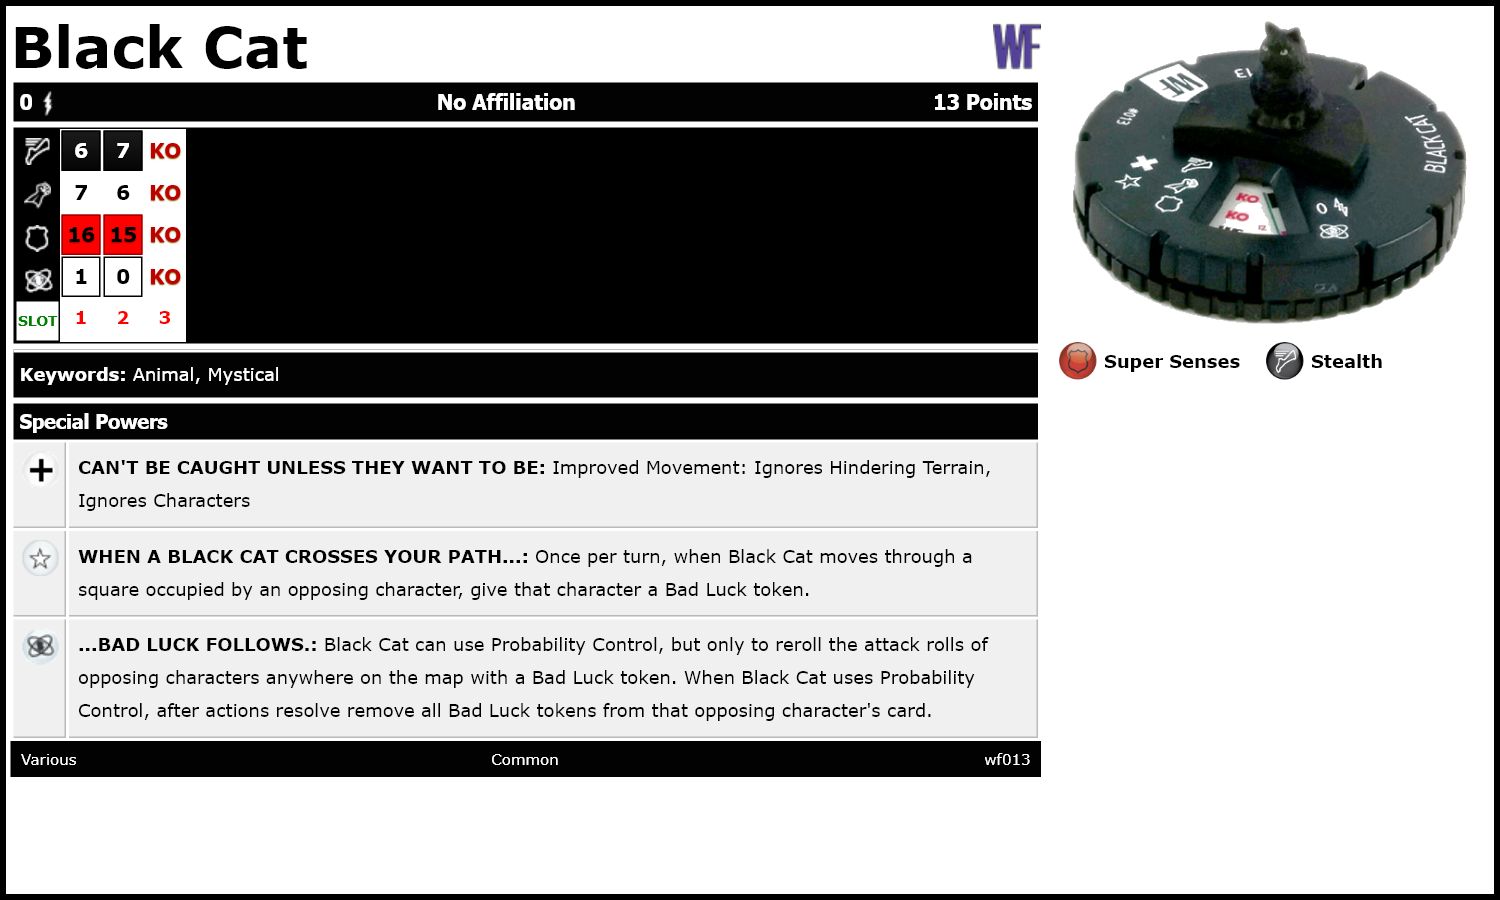 Black Cat
WF
0 No Affiliation 13 Points
6 7 KO
7 6 KO
16 15 KO
1 0 KO
SLOT 1 2 3
Keywords: Animal, Mystical
Special Powers
CAN'T BE CAUGHT UNLESS THEY WANT TO BE: Improved Movement: Ignores Hindering Terrain,
Ignores Characters
WHEN A BLACK CAT CROSSES YOUR PATH...: Once per turn, when Black Cat moves through a
square occupied by an opposing character, give that character a Bad Luck token.
...BAD LUCK FOLLOWS.: Black Cat can use Probability Control, but only to reroll the attack rolls of
opposing characters anywhere on the map with a Bad Luck token. When Black Cat uses Probability
Control, after actions resolve remove all Bad Luck tokens from that opposing character's card.
Various Common wf013
WF
13
#013
BLACK CAT
KO
KO
0
Super Senses Stealth